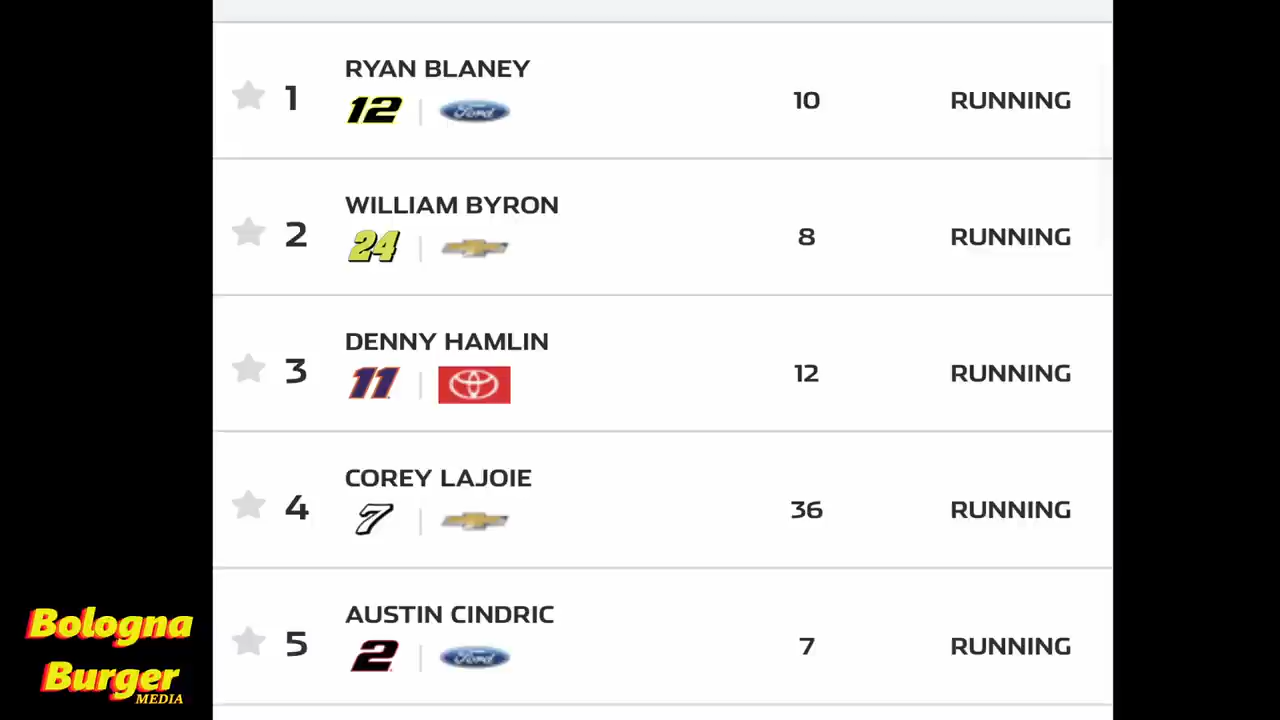 RYAN BLANEY
1 12 Ford 10 RUNNING
WILLIAM BYRON
2 24 8 RUNNING
DENNY HAMLIN
3 11 12 RUNNING
COREY LAJOIE
4 7 36 RUNNING
AUSTIN CINDRIC
5 2 Ford 7 RUNNING
Bologna
Burger
MEDIA